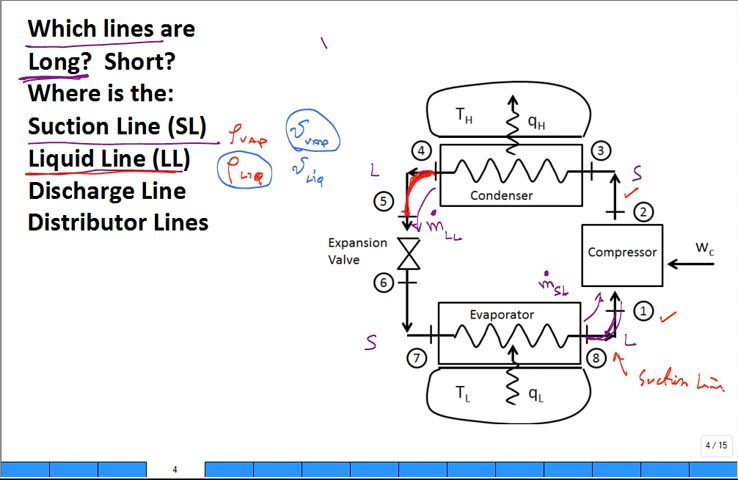 Which lines are
Long? Short?
Where is the:
Suction Line (SL) ρVAP 𝑣VAP
Liquid Line (LL) ρLIQ 𝑣LIQ
Discharge Line
Distributor Lines
TH qH
4 3
L S
Condenser
5 2
ṁLL
Expansion
Valve
Compressor WC
6
ṁSL
Evaporator 1
S L
7 8
Suction Line
TL qL
4 / 15
4